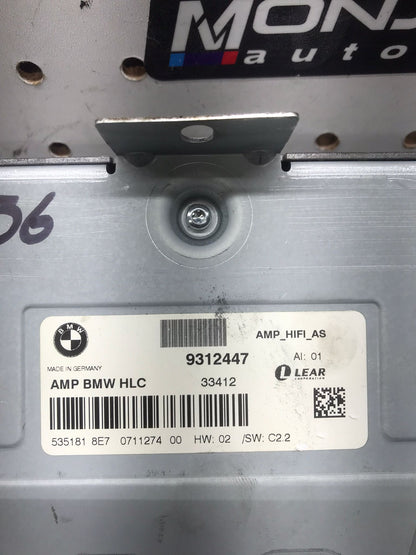 MON
auto
36
BMW
AMP_HIFI_AS
MADE IN GERMANY
9312447
AI: 01
AMP BMW HLC
33412
LEAR
CORPORATION
535181 8E7 0711274 00 HW: 02 /SW: C2.2